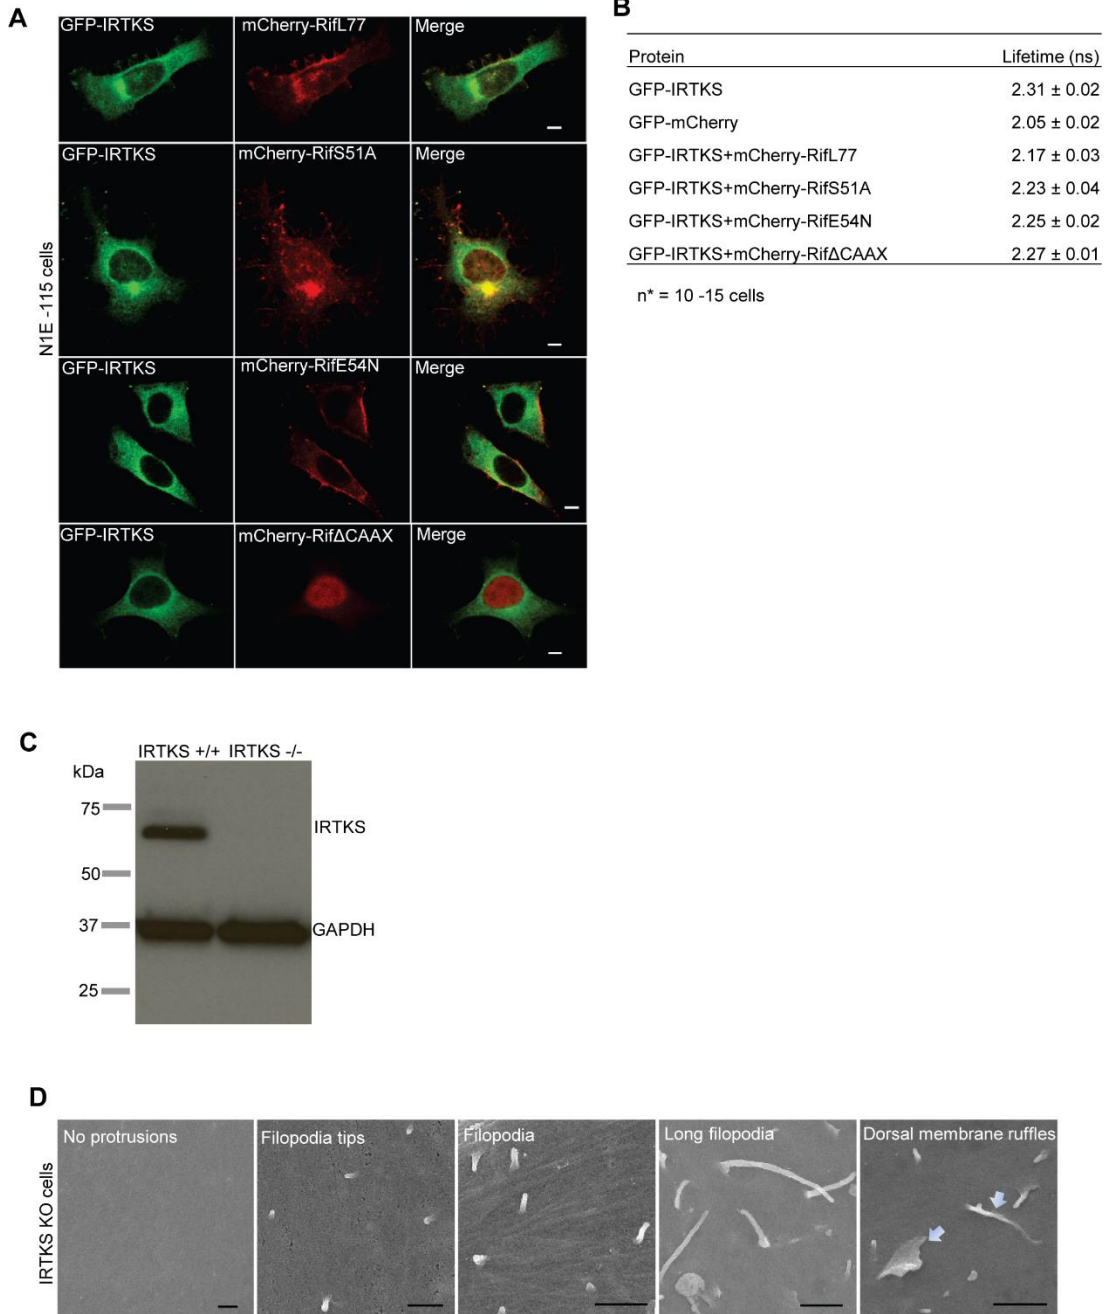 A
GFP-IRTKS mCherry-RifL77 Merge
GFP-IRTKS mCherry-RifS51A Merge
N1E -115 cells
GFP-IRTKS mCherry-RifE54N Merge
GFP-IRTKS mCherry-RifΔCAAX Merge
B
Protein Lifetime (ns)
GFP-IRTKS 2.31 ± 0.02
GFP-mCherry 2.05 ± 0.02
GFP-IRTKS+mCherry-RifL77 2.17 ± 0.03
GFP-IRTKS+mCherry-RifS51A 2.23 ± 0.04
GFP-IRTKS+mCherry-RifE54N 2.25 ± 0.02
GFP-IRTKS+mCherry-RifΔCAAX 2.27 ± 0.01
n* = 10 -15 cells
C
IRTKS +/+ IRTKS -/-
kDa
75
IRTKS
50
37
GAPDH
25
D
No protrusions Filopodia tips Filopodia Long filopodia Dorsal membrane ruffles
IRTKS KO cells